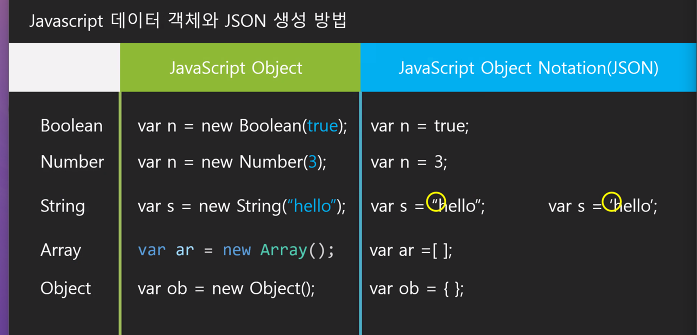 Javascript 데이터 객체와 JSON 생성 방법
JavaScript Object JavaScript Object Notation(JSON)
Boolean var n = new Boolean(true); var n = true;
Number var n = new Number(3); var n = 3;
String var s = new String("hello"); var s = "hello"; var s = 'hello';
Array var ar = new Array(); var ar =[ ];
Object var ob = new Object(); var ob = { };